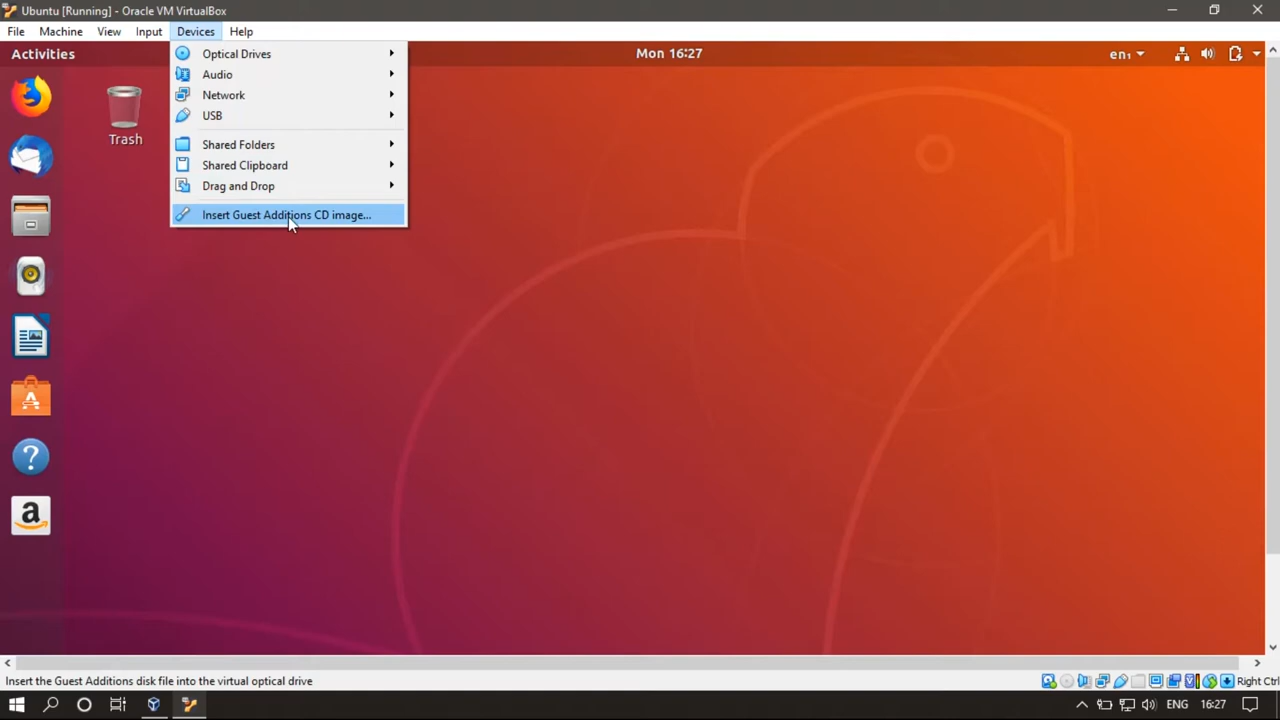 Ubuntu [Running] - Oracle VM VirtualBox
File Machine View Input Devices Help
Activities
Mon 16:27
en₁
Optical Drives
Audio
Network
USB
Shared Folders
Shared Clipboard
Drag and Drop
Insert Guest Additions CD image...
Trash
Insert the Guest Additions disk file into the virtual optical drive
Right Ctrl
ENG 16:27